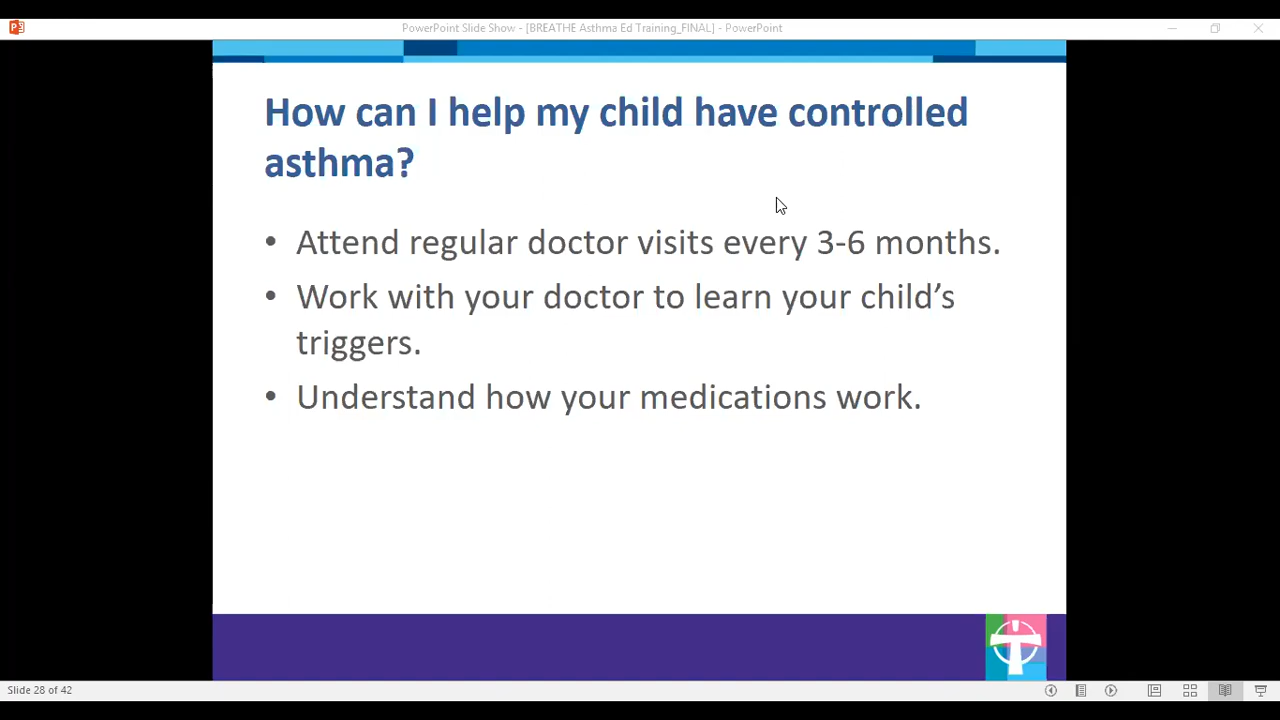 PowerPoint Slide Show - [BREATHE Asthma Ed Training_FINAL] - PowerPoint
How can I help my child have controlled
asthma?
• Attend regular doctor visits every 3-6 months.
• Work with your doctor to learn your child’s
triggers.
• Understand how your medications work.
Slide 28 of 42